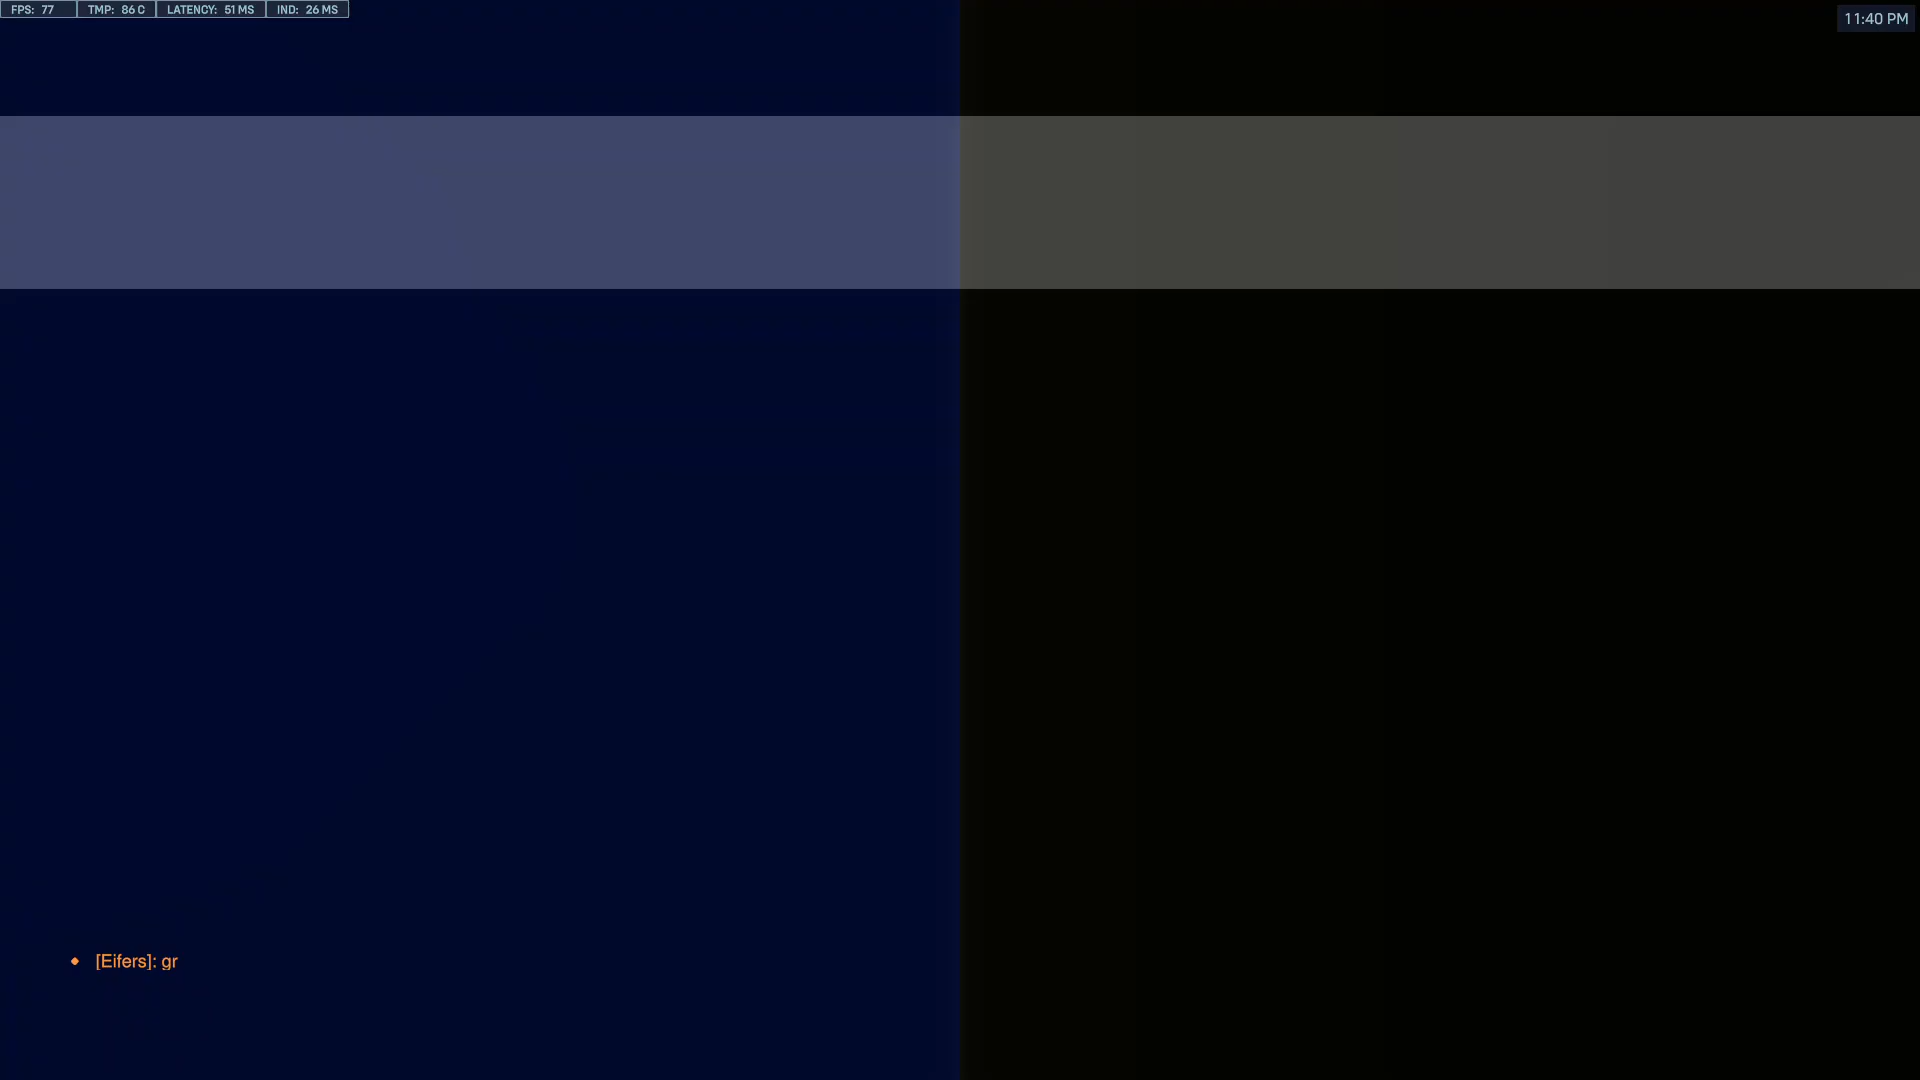 FPS: 77 TMP: 86 C LATENCY: 51 MS IND: 26 MS
11:40 PM
[Eifers]: gr